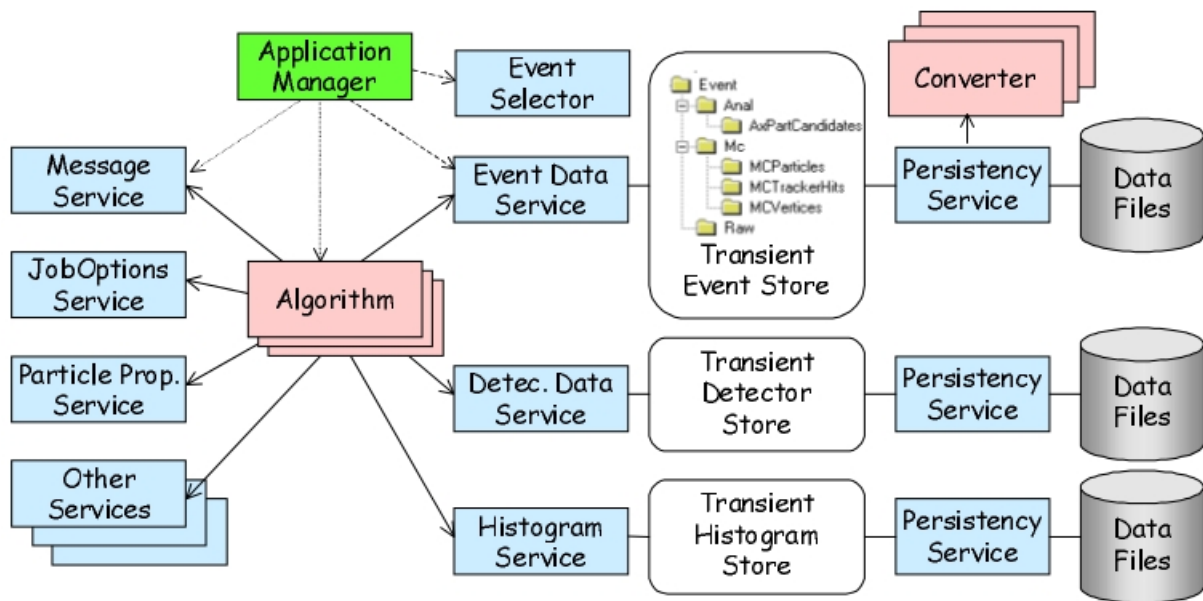 Application
Manager
Event
Selector
Event
Anal
AxPartCandidates
Mc
MCParticles
MCTrackerHits
MCVertices
Raw
Transient
Event Store
Converter
Message
Service
Event Data
Service
Persistency
Service
Data
Files
JobOptions
Service
Algorithm
Particle Prop.
Service
Detec. Data
Service
Transient
Detector
Store
Persistency
Service
Data
Files
Other
Services
Histogram
Service
Transient
Histogram
Store
Persistency
Service
Data
Files